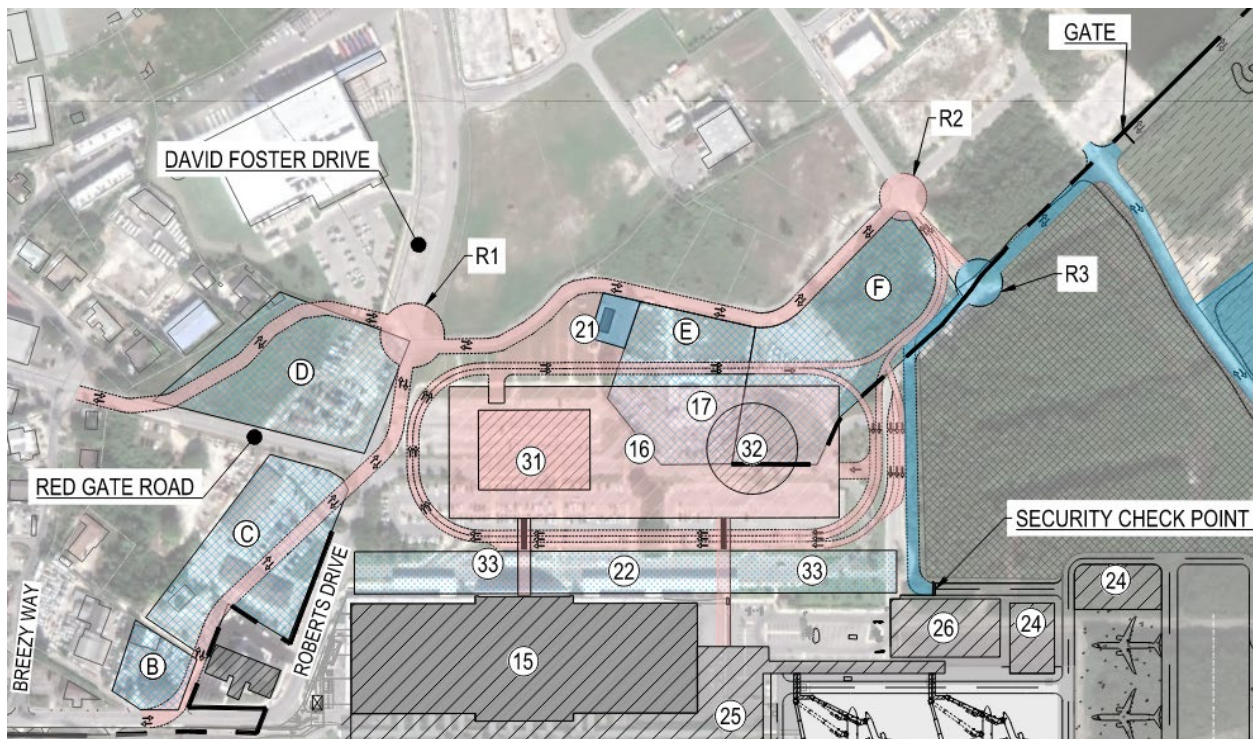 GATE
R2
DAVID FOSTER DRIVE
R1
F
R3
21
E
D
17
16
32
31
RED GATE ROAD
C
SECURITY CHECK POINT
33
22
33
24
ROBERTS DRIVE
BREEZY WAY
B
26
24
15
25